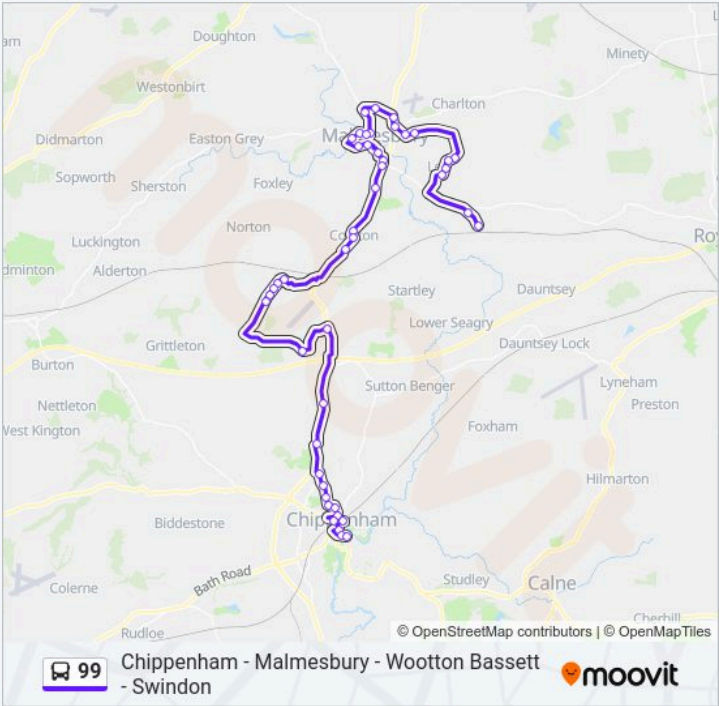 Doughton
Minety
Westonbirt
Charlton
Didmarton
Easton Grey
Sopworth
Sherston
Foxley
Norton
Luckington
Alderton
Startley
Dauntsey
Lower Seagry
Grittleton
Dauntsey Lock
Burton
Sutton Benger
Lyneham
Preston
Nettleton
West Kington
Foxham
Hilmarton
Chippenham
Biddestone
Bath Road
Studley
Calne
Colerne
Cherhill
Rudloe
© OpenStreetMap contributors | © OpenMapTiles
99
Chippenham - Malmesbury - Wootton Bassett
- Swindon
moovit